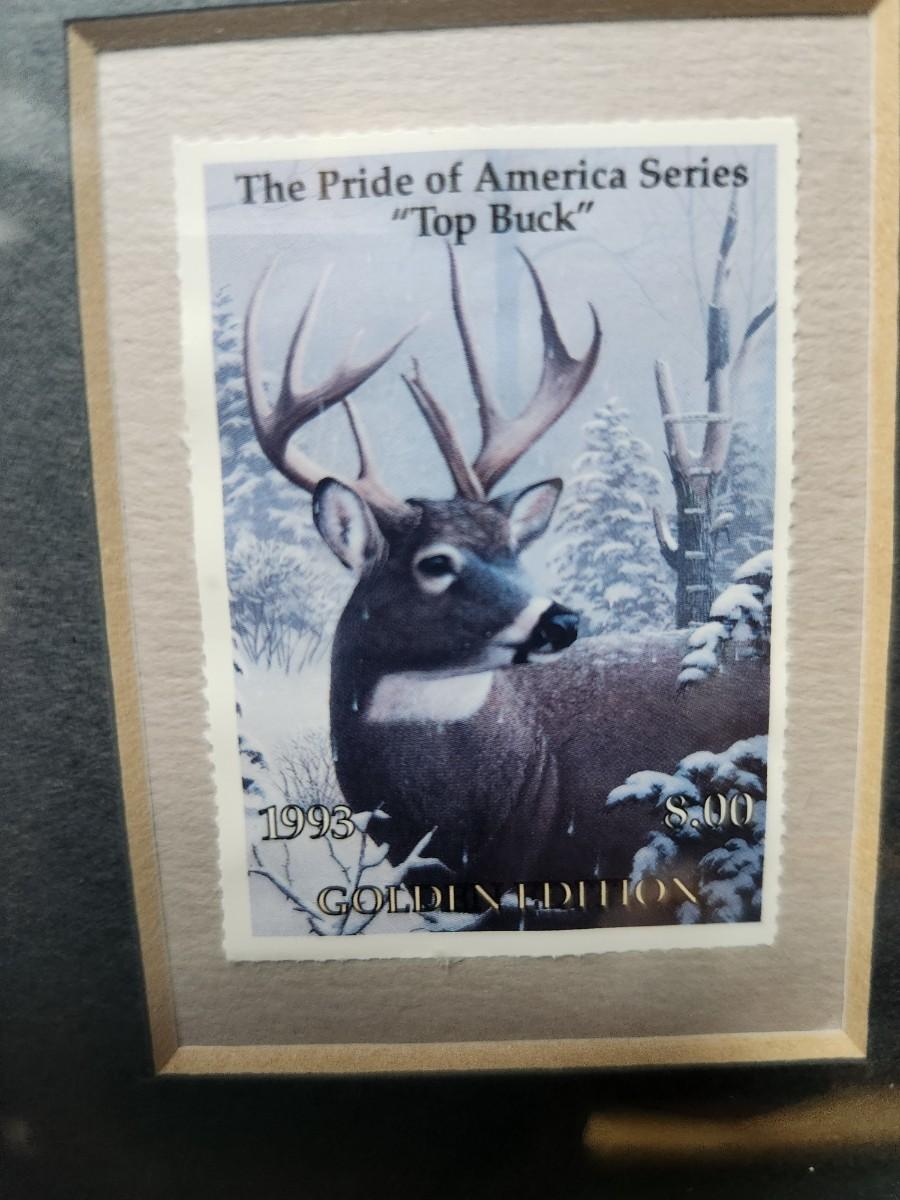 The Pride of America Series
"Top Buck"
1993
8.00
GOLDEN EDITION